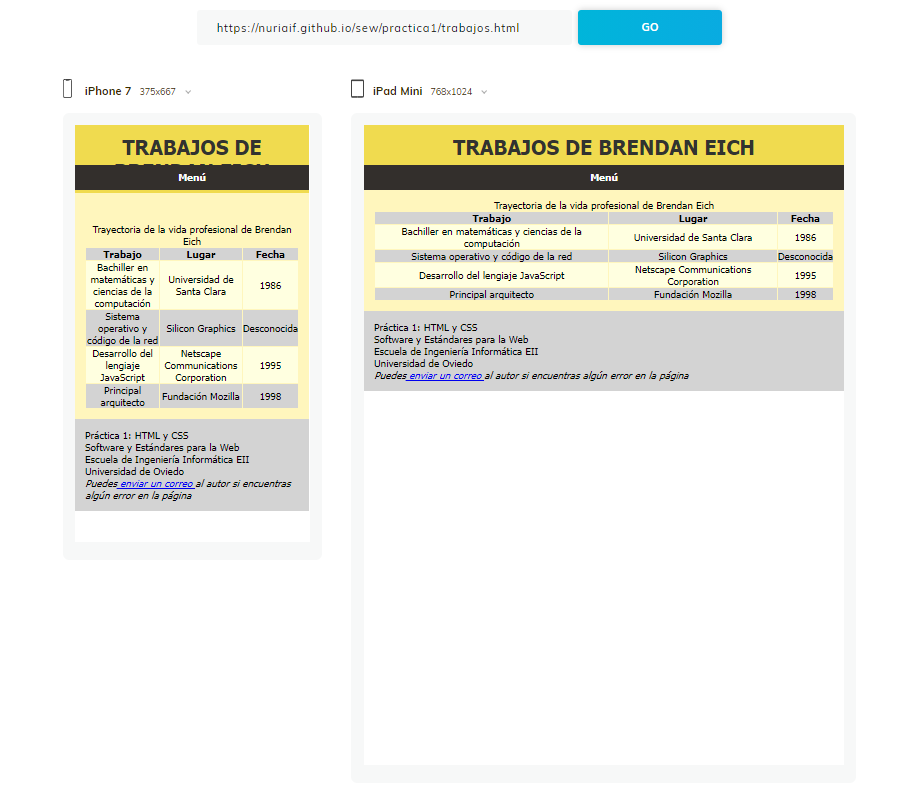 https://nuriaif.github.io/sew/practica1/trabajos.html
GO
iPhone 7 375x667
TRABAJOS DE
BRENDAN EICH
Menú
Trayectoria de la vida profesional de Brendan
Eich
Trabajo Lugar Fecha
Bachiller en
matemáticas y
ciencias de la
computación
Universidad de
Santa Clara
1986
Sistema
operativo y
código de la red
Silicon Graphics
Desconocida
Desarrollo del
lengiaje
JavaScript
Netscape
Communications
Corporation
1995
Principal
arquitecto
Fundación Mozilla
1998
Práctica 1: HTML y CSS
Software y Estándares para la Web
Escuela de Ingeniería Informática EII
Universidad de Oviedo
Puedes enviar un correo al autor si encuentras
algún error en la página
iPad Mini 768x1024
TRABAJOS DE BRENDAN EICH
Menú
Trayectoria de la vida profesional de Brendan Eich
Trabajo Lugar Fecha
Bachiller en matemáticas y ciencias de la
computación
Universidad de Santa Clara
1986
Sistema operativo y código de la red Silicon Graphics Desconocida
Desarrollo del lengiaje JavaScript
Netscape Communications
Corporation
1995
Principal arquitecto Fundación Mozilla 1998
Práctica 1: HTML y CSS
Software y Estándares para la Web
Escuela de Ingeniería Informática EII
Universidad de Oviedo
Puedes enviar un correo al autor si encuentras algún error en la página